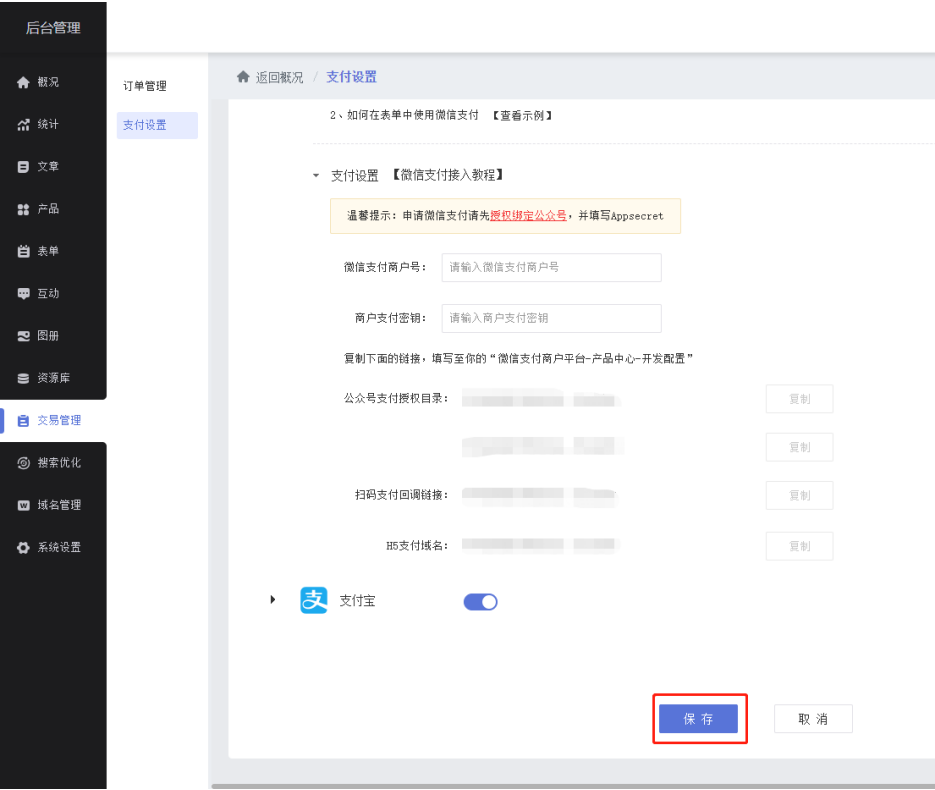 后台管理
概况
统计
文章
产品
表单
互动
图册
资源库
交易管理
搜索优化
域名管理
系统设置
订单管理
支付设置
返回概况 / 支付设置
2、如何在表单中使用微信支付 【查看示例】
支付设置 【微信支付接入教程】
温馨提示：申请微信支付请先授权绑定公众号，并填写Appsecret
微信支付商户号： 请输入微信支付商户号
商户支付密钥： 请输入商户支付密钥
复制下面的链接，填写至你的“微信支付商户平台-产品中心-开发配置”
公众号支付授权目录： 复制
复制
扫码支付回调链接： 复制
H5支付域名： 复制
支 支付宝
保存 取消